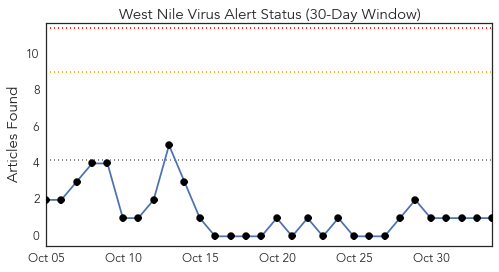 West Nile Virus Alert Status (30-Day Window)
Articles Found
10
8
6
4
2
0
Oct 05 Oct 10 Oct 15 Oct 20 Oct 25 Oct 30